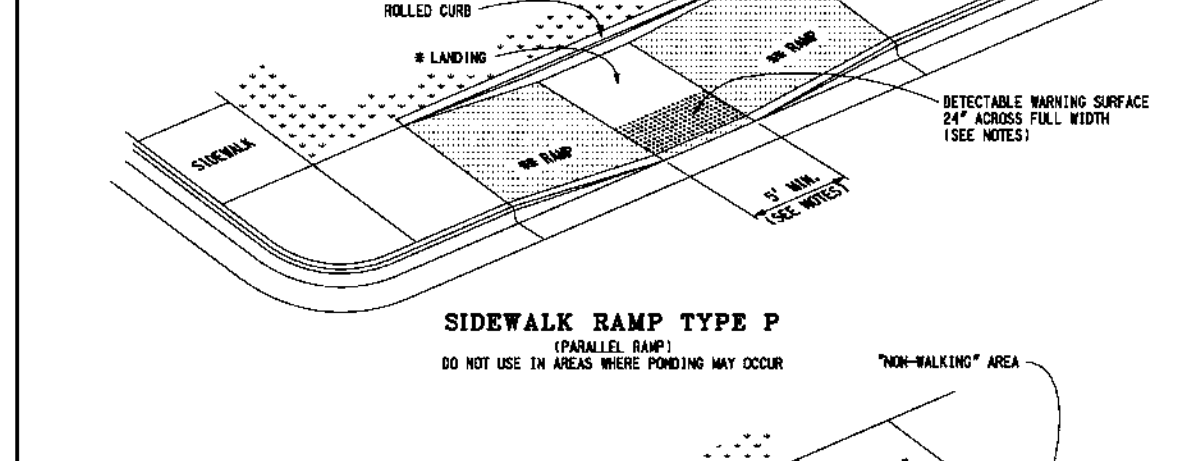 ROLLED CURB
* LANDING
** RAMP
DETECTABLE WARNING SURFACE
24" ACROSS FULL WIDTH
(SEE NOTES)
SIDEWALK
** RAMP
5' MIN.
(SEE NOTES)
SIDEWALK RAMP TYPE P
(PARALLEL RAMP)
DO NOT USE IN AREAS WHERE PONDING MAY OCCUR
"NON-WALKING" AREA